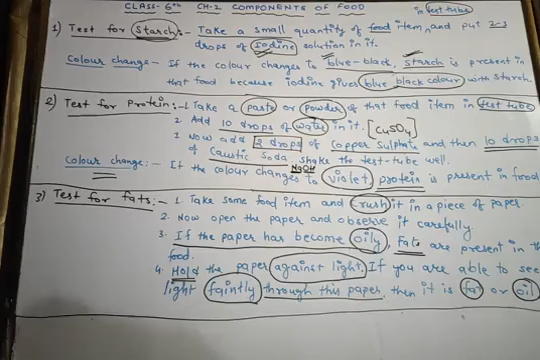 CLASS- 6th CH-2 COMPONENTS OF FOOD
in test tube
1) Test for Starch:- Take a small quantity of food item, and put 2-3
drops of Iodine solution in it.
Colour change - If the colour changes to blue-black, starch is present in
that food because iodine gives blue black colour with starch.
2) Test for Protein:- 1. Take a paste or powder of that food item in test tube
2. Add 10 drops of water in it. [CuSO4]
3. Now add 2 drops of Copper Sulphate and then 10 drops
of Caustic Soda, shake the test-tube well.
NaOH
Colour change:- If the colour changes to violet protein is present in food
3) Test for fats:- 1. Take some food item and crush it in a piece of paper.
2. Now open the paper and observe it carefully.
3. If the paper has become oily, Fats are present in th
food.
4. Hold the paper against light. If you are able to see
light faintly through this paper, then it is fat or oil